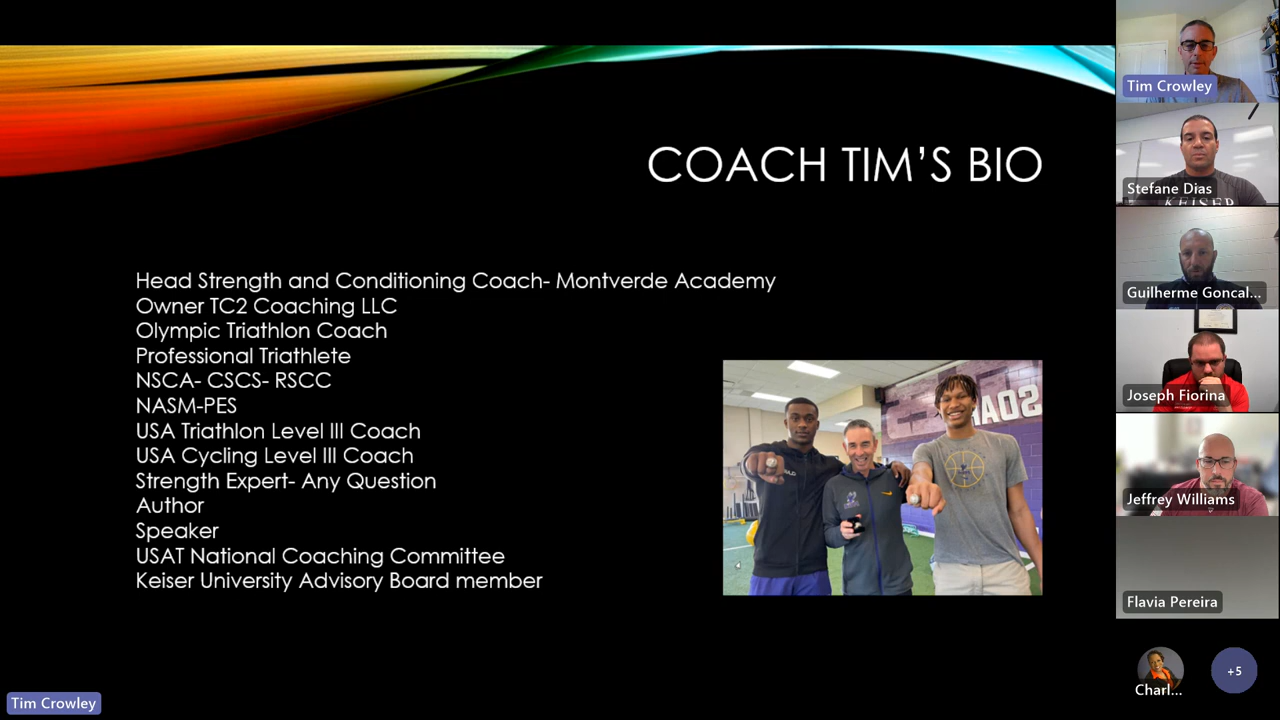 COACH TIM'S BIO
Head Strength and Conditioning Coach- Montverde Academy
Owner TC2 Coaching LLC
Olympic Triathlon Coach
Professional Triathlete
NSCA- CSCS- RSCC
NASM-PES
USA Triathlon Level III Coach
USA Cycling Level III Coach
Strength Expert- Any Question
Author
Speaker
USAT National Coaching Committee
Keiser University Advisory Board member
Tim Crowley
Tim Crowley
Stefane Dias
KEISER
Guilherme Goncal...
Joseph Fiorina
Jeffrey Williams
Flavia Pereira
Charl...
+5